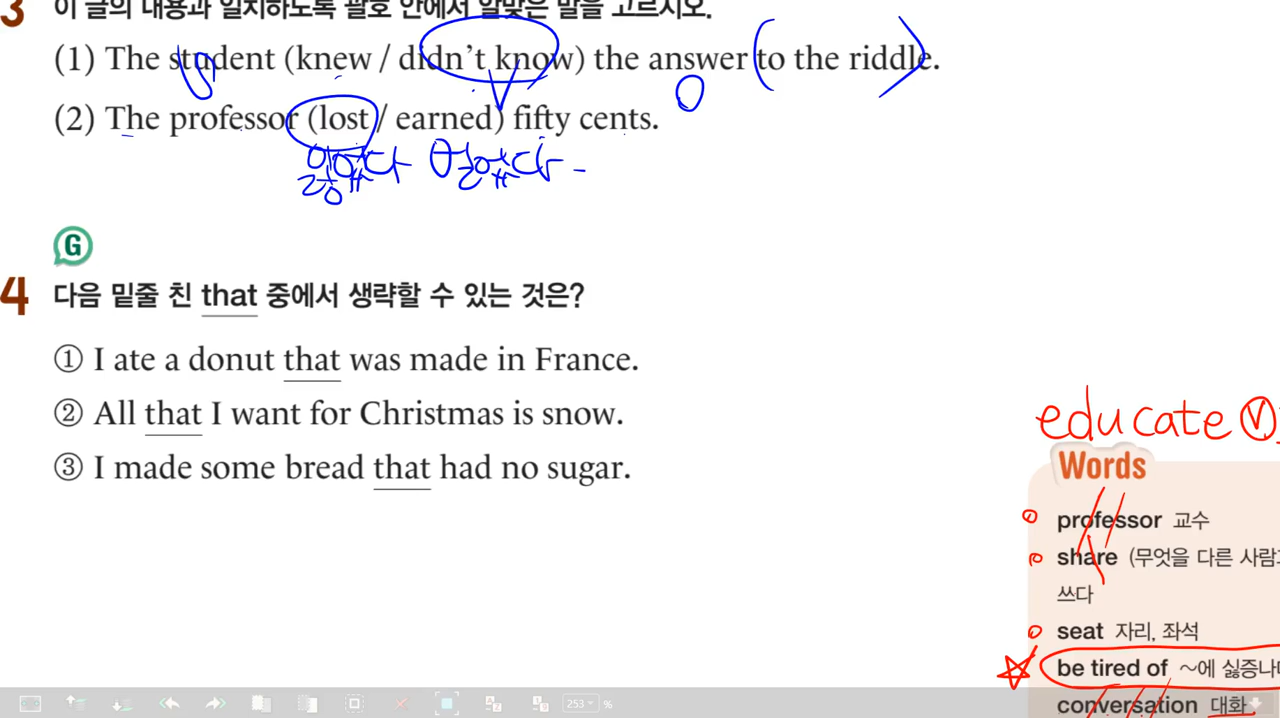 3 이 글의 내용과 일치하도록 괄호 안에서 알맞은 말을 고르시오.
(1) The student (knew / didn't know) the answer to the riddle.
S V O
(2) The professor (lost / earned) fifty cents.
잃었다 얻었다
G
4 다음 밑줄 친 that 중에서 생략할 수 있는 것은?
① I ate a donut that was made in France.
② All that I want for Christmas is snow.
③ I made some bread that had no sugar.
educate V
Words
professor 교수
share (무엇을 다른 사람
쓰다
seat 자리, 좌석
be tired of ~에 싫증나
conversation 대화
253 %